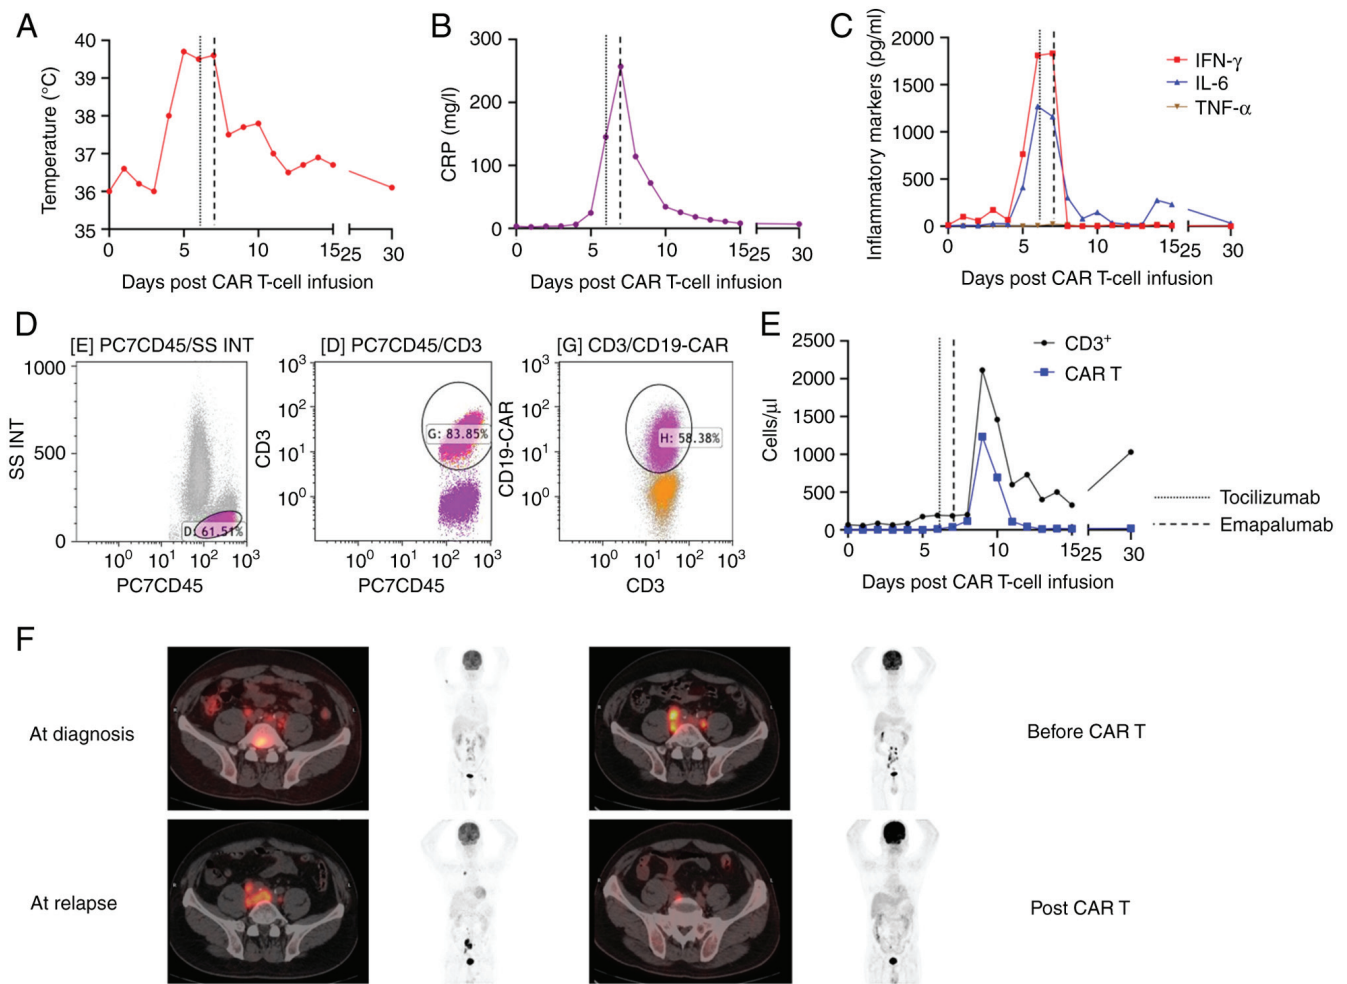 A
Temperature (°C)
40
39
38
37
36
35
0 5 10 15 25 30
Days post CAR T-cell infusion
B
CRP (mg/l)
300
200
100
0
0 5 10 15 25 30
Days post CAR T-cell infusion
C
Inflammatory markers (pg/ml)
2000
1500
1000
500
0
0 5 10 15 25 30
Days post CAR T-cell infusion
IFN-γ
IL-6
TNF-α
D
[E] PC7CD45/SS INT
SS INT
1000
500
0
D: 61.51%
10⁰ 10¹ 10² 10³
PC7CD45
[D] PC7CD45/CD3
CD3
10³
10²
10¹
10⁰
G: 83.85%
10⁰ 10¹ 10² 10³
PC7CD45
[G] CD3/CD19-CAR
CD19-CAR
10³
10²
10¹
10⁰
H: 58.38%
10⁰ 10¹ 10² 10³
CD3
E
Cells/µl
2500
2000
1500
1000
500
0
0 5 10 15 25 30
Days post CAR T-cell infusion
CD3⁺
CAR T
Tocilizumab
Emapalumab
F
At diagnosis
Before CAR T
At relapse
Post CAR T